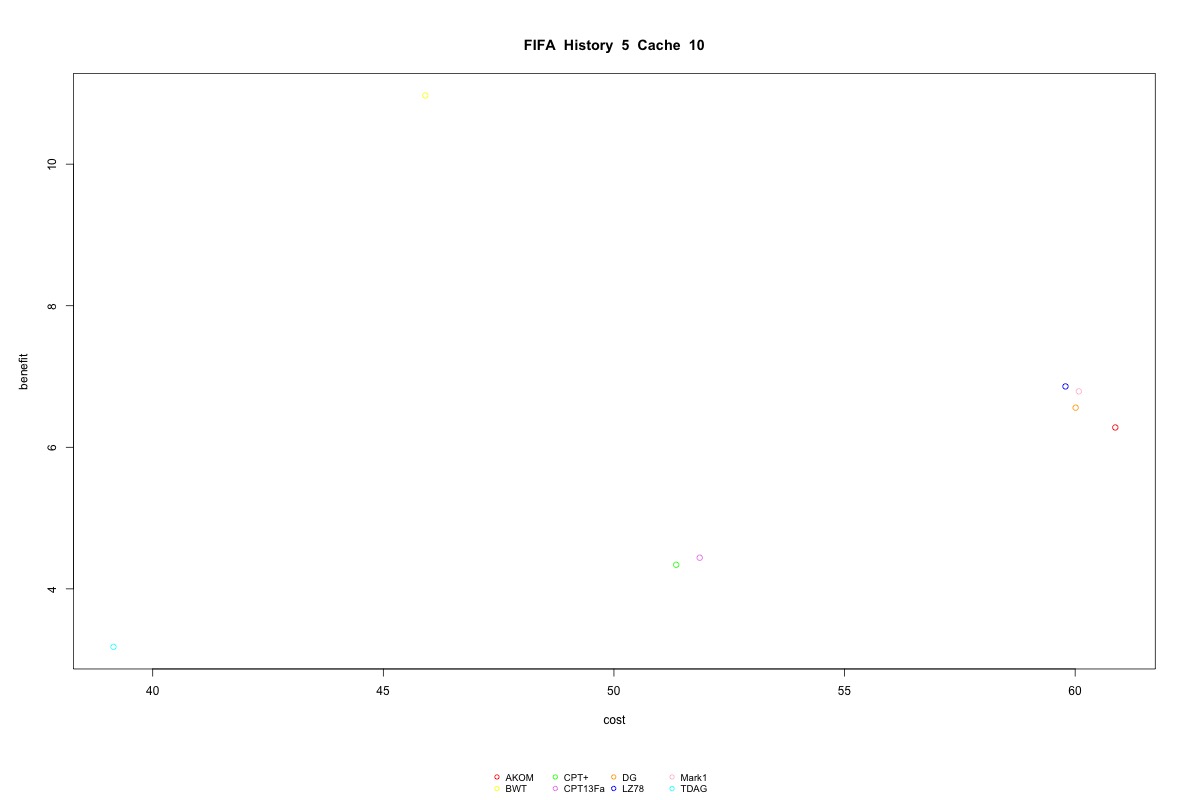 FIFA History 5 Cache 10
10
8
6
4
benefit
40 45 50 55 60
cost
AKOM CPT+ DG Mark1
BWT CPT13Fa LZ78 TDAG